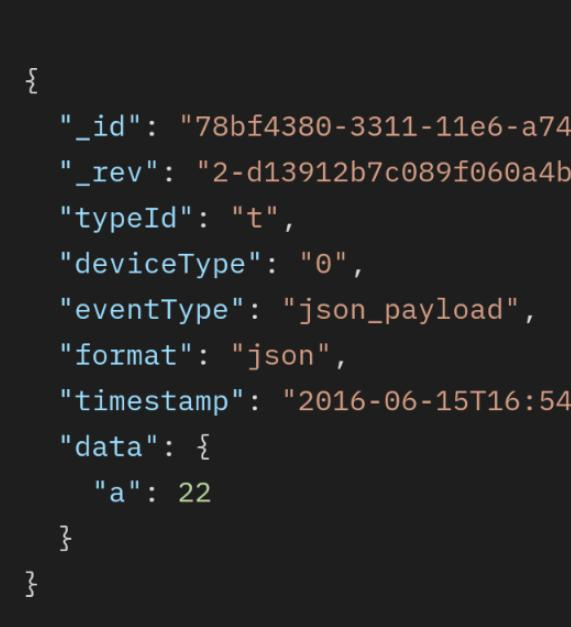 {
"_id": "78bf4380-3311-11e6-a74
"_rev": "2-d13912b7c089f060a4b
"typeId": "t",
"deviceType": "0",
"eventType": "json_payload",
"format": "json",
"timestamp": "2016-06-15T16:54
"data": {
"a": 22
}
}